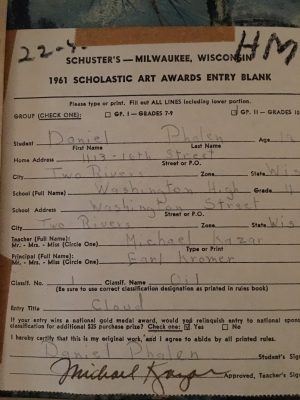 22-4. HM
SCHUSTER'S — MILWAUKEE, WISCONSIN
1961 SCHOLASTIC ART AWARDS ENTRY BLANK
Please type or print. Fill out ALL LINES including lower portion.
GROUP (CHECK ONE): GP. I — GRADES 7-9 GP. II — GRADES 10
Student Daniel Phalen Age
First Name Last Name
Home Address 1113-16th Street
Street or P.O.
City Two Rivers Zone State Wis
School (Full Name) Washington High Grade
School Address Washington Street
Street or P.O.
City Two Rivers Zone State Wis
Teacher (Full Name): Michael Kazar
Mr. - Mrs. - Miss (Circle One) Type or Print
Principal (Full Name): Earl Kromer
Mr. - Mrs. - Miss (Circle One)
Classif. No. 1 Classif. Name Oil
(Be sure to use correct classification designation as printed in rules book)
Entry Title Cloud
If your entry wins a national gold medal award, would you relinquish entry to national spons
classification for additional $25 purchase prize? Check one: Yes No
I hereby certify that this is my original work, and I agree to abide by all printed rules.
Daniel Phalen Student's Sign
Michael Kazar Approved, Teacher's Sign